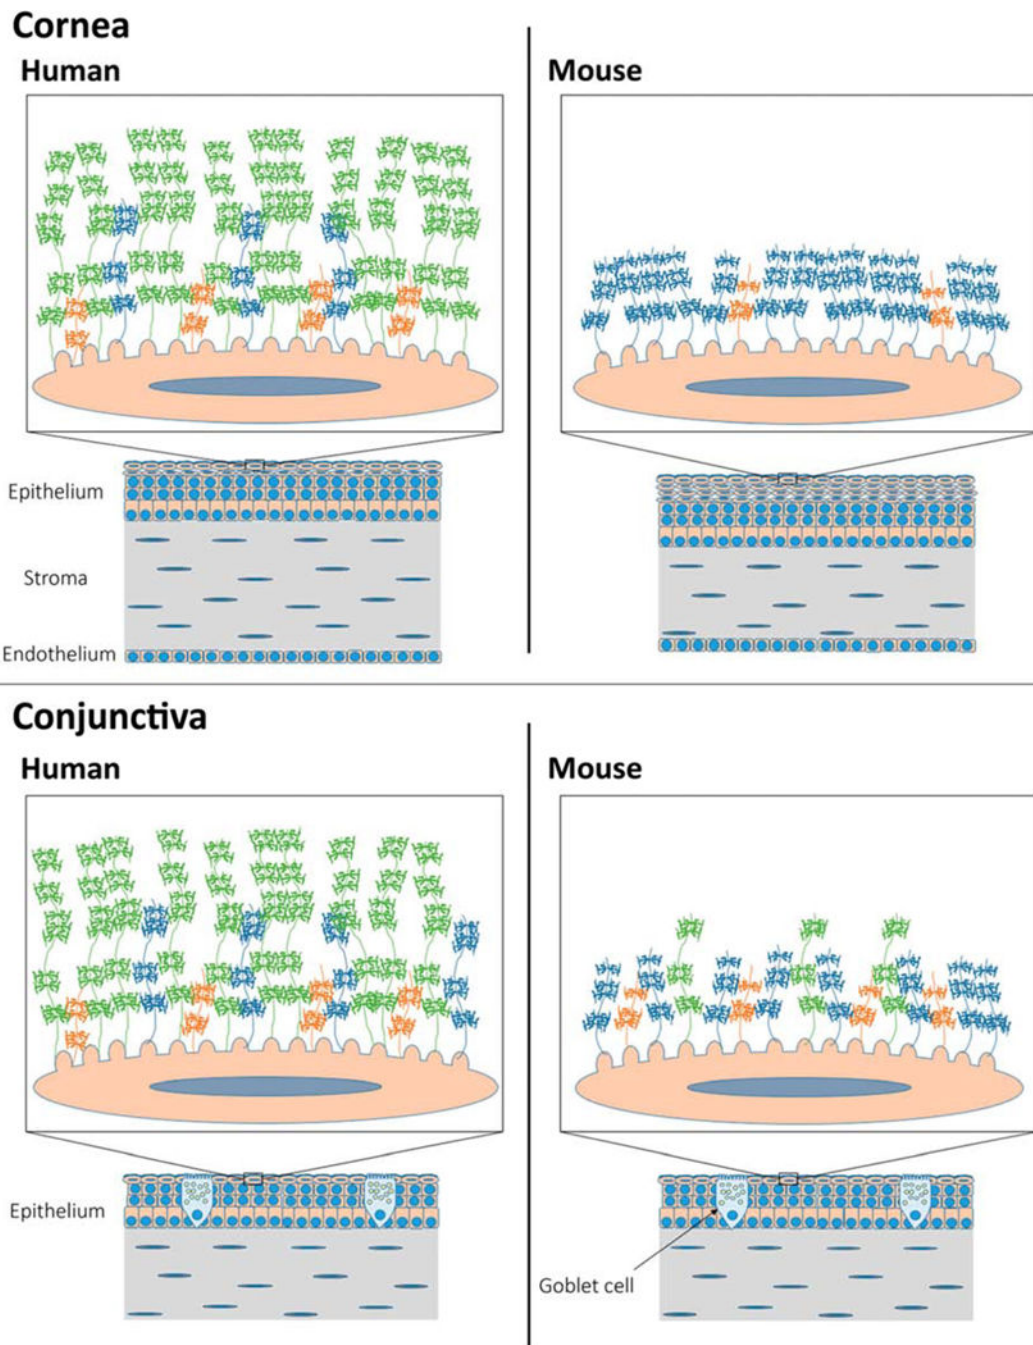 Cornea
Human
Mouse
Epithelium
Stroma
Endothelium
Conjunctiva
Human
Mouse
Epithelium
Goblet cell